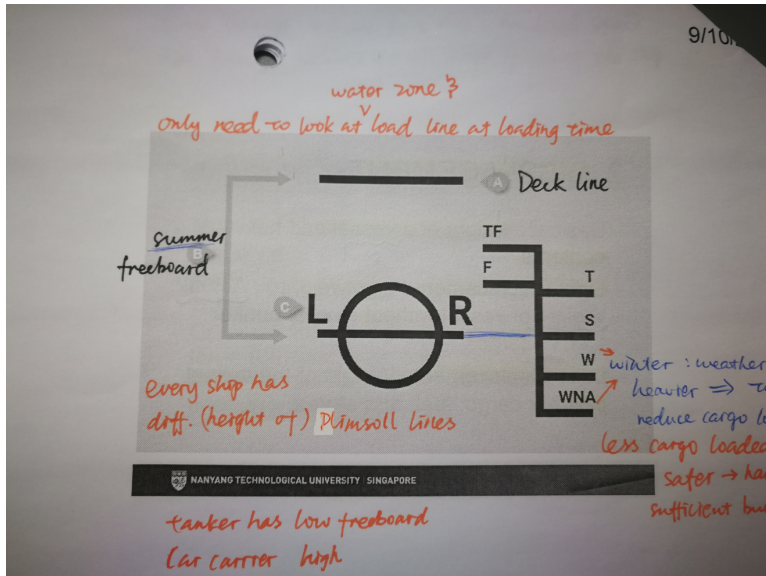 9/10
water zone &
only need to look at load line at loading time
A Deck line
summer
B
freeboard
TF
F
T
C L R
S
W → winter : weather
WNA
heavier ⇒
reduce cargo
less cargo loaded
safer →
sufficient
every ship has
diff. (height of) Plimsoll lines
NANYANG TECHNOLOGICAL UNIVERSITY | SINGAPORE
tanker has low freeboard
Car carrier high